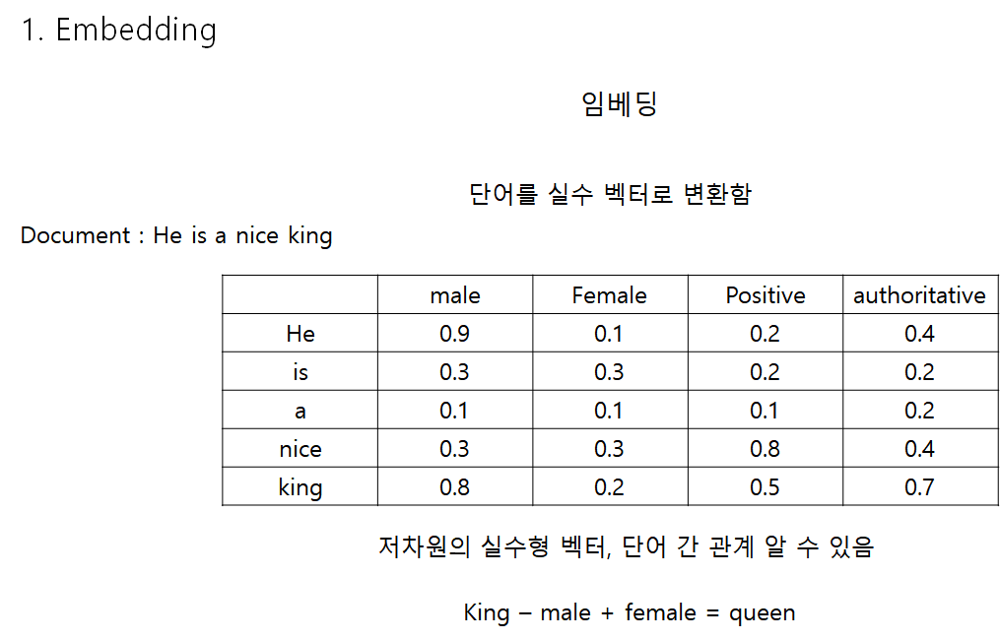 1. Embedding
임베딩
단어를 실수 벡터로 변환함
Document : He is a nice king
male Female Positive authoritative
He 0.9 0.1 0.2 0.4
is 0.3 0.3 0.2 0.2
a 0.1 0.1 0.1 0.2
nice 0.3 0.3 0.8 0.4
king 0.8 0.2 0.5 0.7
저차원의 실수형 벡터, 단어 간 관계 알 수 있음
King – male + female = queen